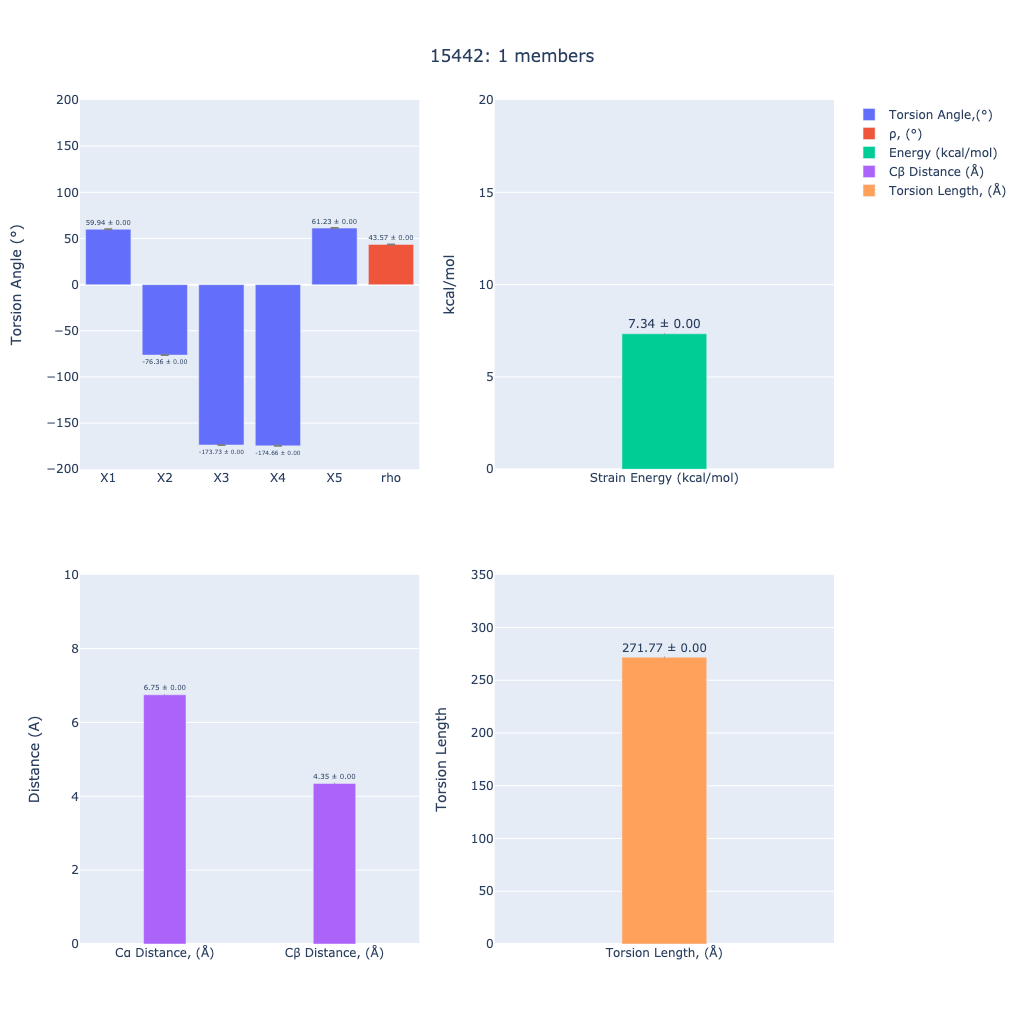 15442: 1 members
Torsion Angle (°)
200
150
100
50
0
−50
−100
−150
−200
59.94 ± 0.00
-76.36 ± 0.00
-173.73 ± 0.00
-174.66 ± 0.00
61.23 ± 0.00
43.57 ± 0.00
X1 X2 X3 X4 X5 rho
kcal/mol
20
15
10
5
0
7.34 ± 0.00
Strain Energy (kcal/mol)
Torsion Angle,(°)
ρ, (°)
Energy (kcal/mol)
Cβ Distance (Å)
Torsion Length, (Å)
Distance (A)
10
8
6
4
2
0
6.75 ± 0.00
4.35 ± 0.00
Cα Distance, (Å) Cβ Distance, (Å)
Torsion Length
350
300
250
200
150
100
50
0
271.77 ± 0.00
Torsion Length, (Å)